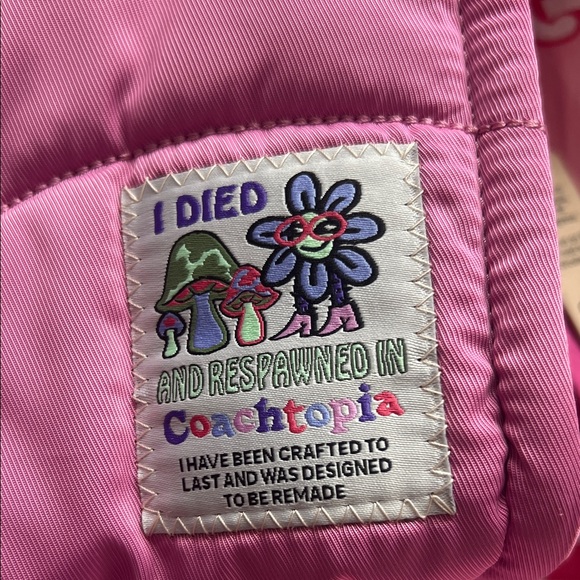 I DIED
AND RESPAWNED IN
Coachtopia
I HAVE BEEN CRAFTED TO
LAST AND WAS DESIGNED
TO BE REMADE